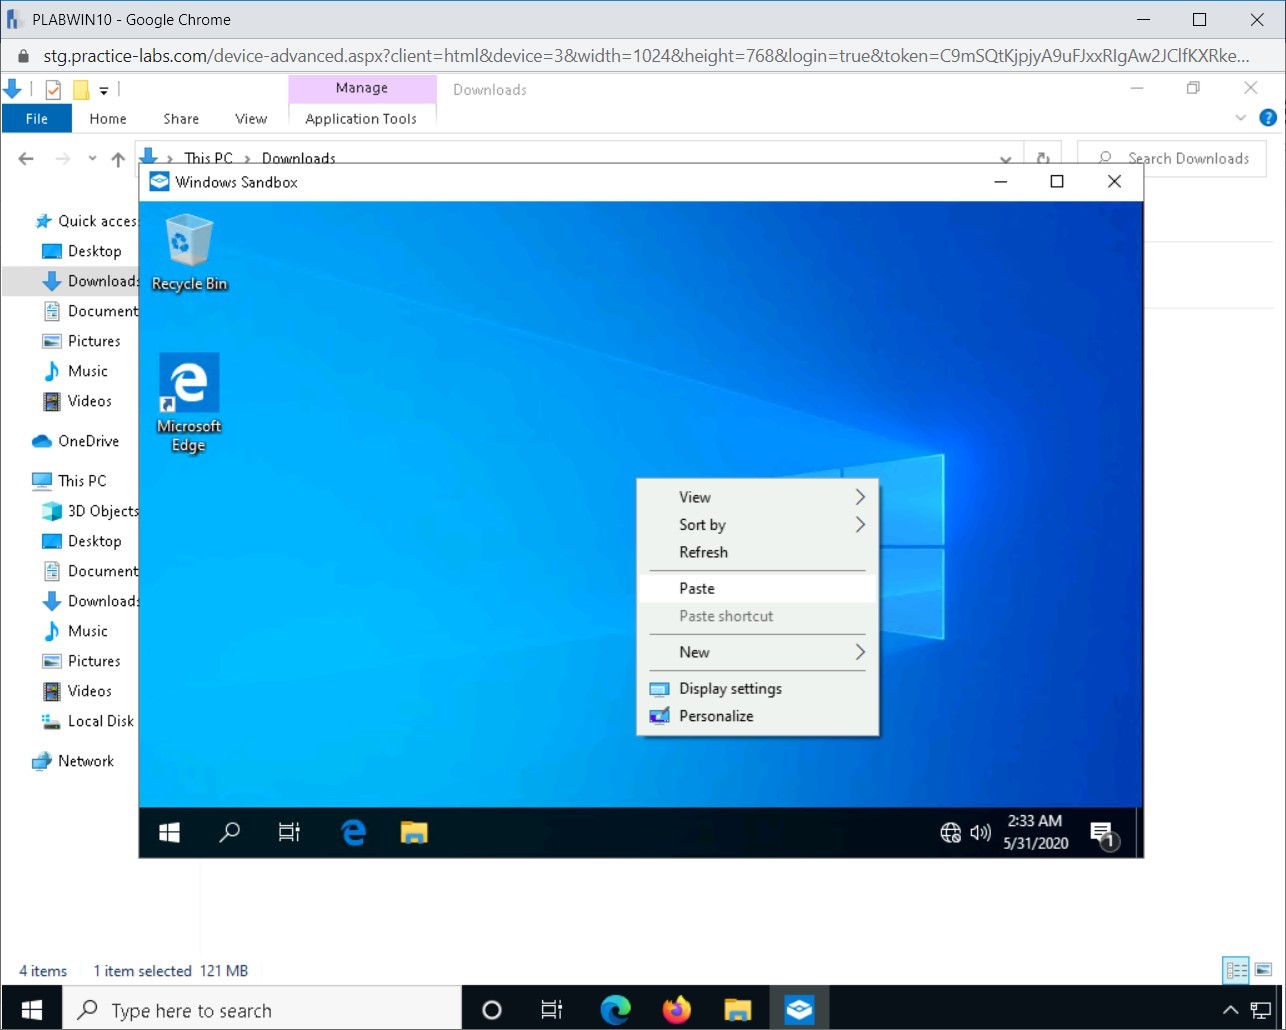 PLABWIN10 - Google Chrome
stg.practice-labs.com/device-advanced.aspx?client=html&device=3&width=1024&height=768&login=true&token=C9mSQtKjpjyA9uFJxxRIgAw2JClfKXRke...
Manage
Downloads
File
Home
Share
View
Application Tools
This PC
Downloads
Search Downloads
Windows Sandbox
Quick acces
Desktop
Downloads
Document
Pictures
Music
Videos
OneDrive
This PC
3D Objects
Desktop
Document
Downloads
Music
Pictures
Videos
Local Disk
Network
Recycle Bin
Microsoft
Edge
View
Sort by
Refresh
Paste
Paste shortcut
New
Display settings
Personalize
2:33 AM
5/31/2020
1
4 items
1 item selected 121 MB
Type here to search